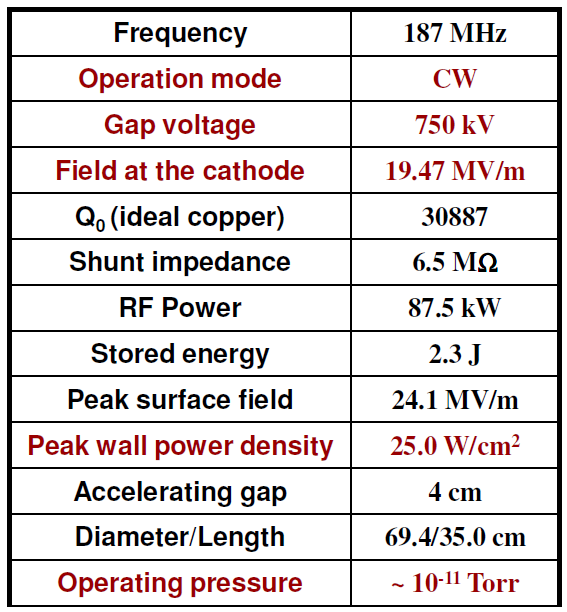 Frequency 187 MHz
Operation mode CW
Gap voltage 750 kV
Field at the cathode 19.47 MV/m
Q₀ (ideal copper) 30887
Shunt impedance 6.5 MΩ
RF Power 87.5 kW
Stored energy 2.3 J
Peak surface field 24.1 MV/m
Peak wall power density 25.0 W/cm²
Accelerating gap 4 cm
Diameter/Length 69.4/35.0 cm
Operating pressure ~ 10⁻¹¹ Torr